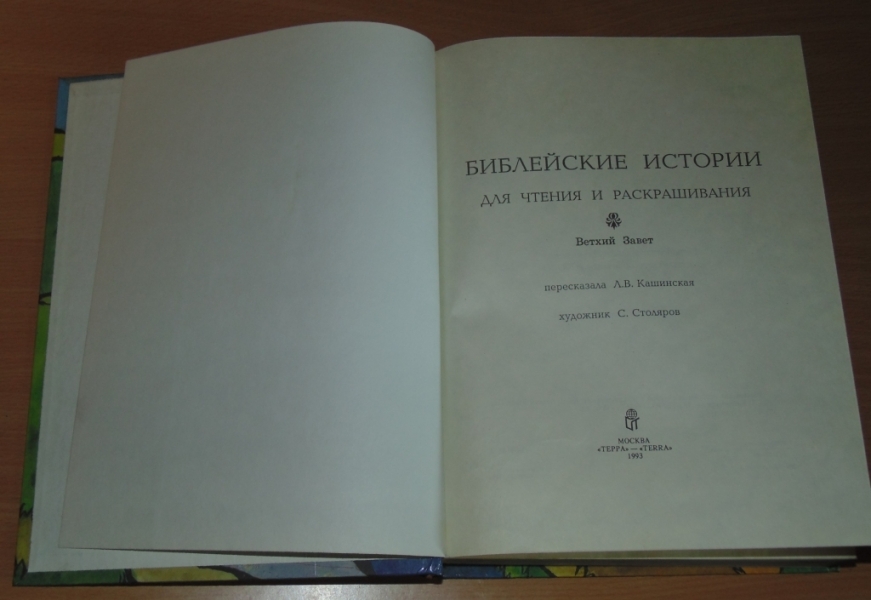 БИБЛЕЙСКИЕ ИСТОРИИ
ДЛЯ ЧТЕНИЯ И РАСКРАШИВАНИЯ
Ветхий Завет
пересказала Л.В. Кашинская
художник С. Столяров
МОСКВА
«ТЕРРА» — «TERRA»
1993